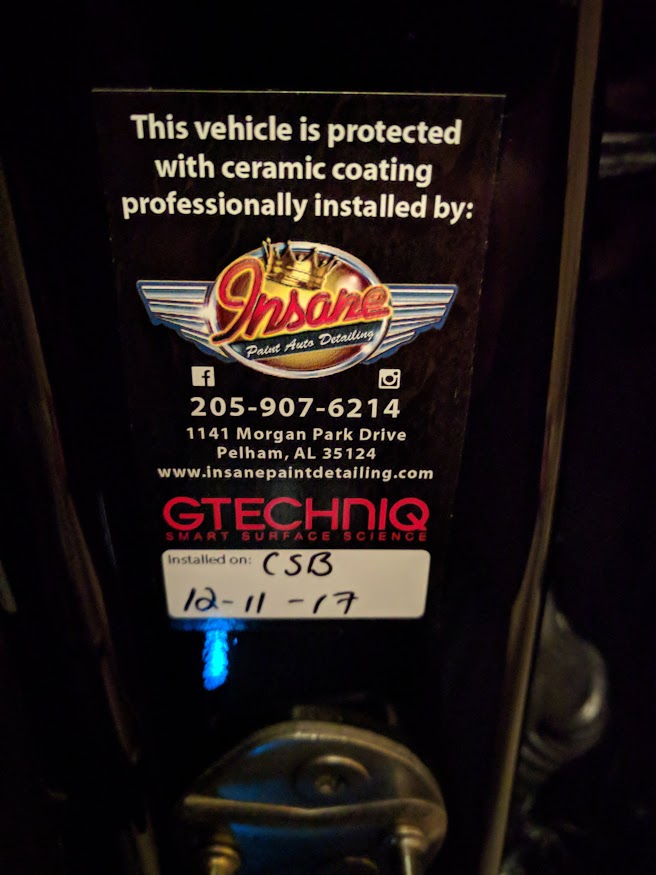 This vehicle is protected
with ceramic coating
professionally installed by:
Insane
Paint Auto Detailing
205-907-6214
1141 Morgan Park Drive
Pelham, AL 35124
www.insanepaintdetailing.com
GTECHNIQ
SMART SURFACE SCIENCE
Installed on: CSB
12-11-17